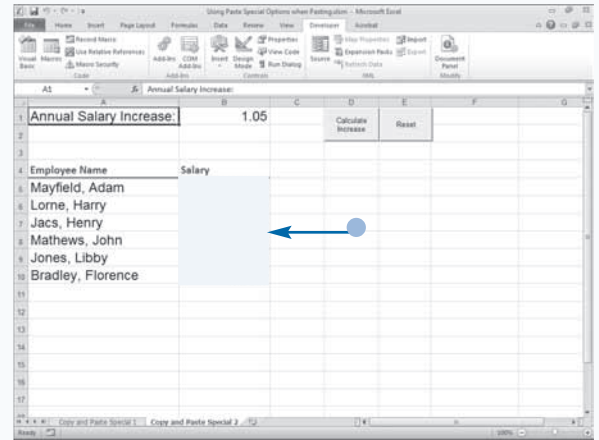 Using Paste Special Options when Pasting.xlsm - Microsoft Excel
File Home Insert Page Layout Formulas Data Review View Developer Acrobat
Visual Basic Macros Record Macro Use Relative References Macro Security Add-Ins COM Add-Ins Insert Design Mode Properties View Code Run Dialog Source Map Properties Expansion Packs Refresh Data Import Export Document Panel
Code Add-Ins Controls XML Modify
A1 fx Annual Salary Increase:
A B C D E F G
1 Annual Salary Increase: 1.05 Calculate Increase Reset
2
3
4 Employee Name Salary
5 Mayfield, Adam
6 Lorne, Harry
7 Jacs, Henry
8 Mathews, John
9 Jones, Libby
10 Bradley, Florence
11
12
13
14
15
16
17
Copy and Paste Special 1 Copy and Paste Special 2
Ready 100%